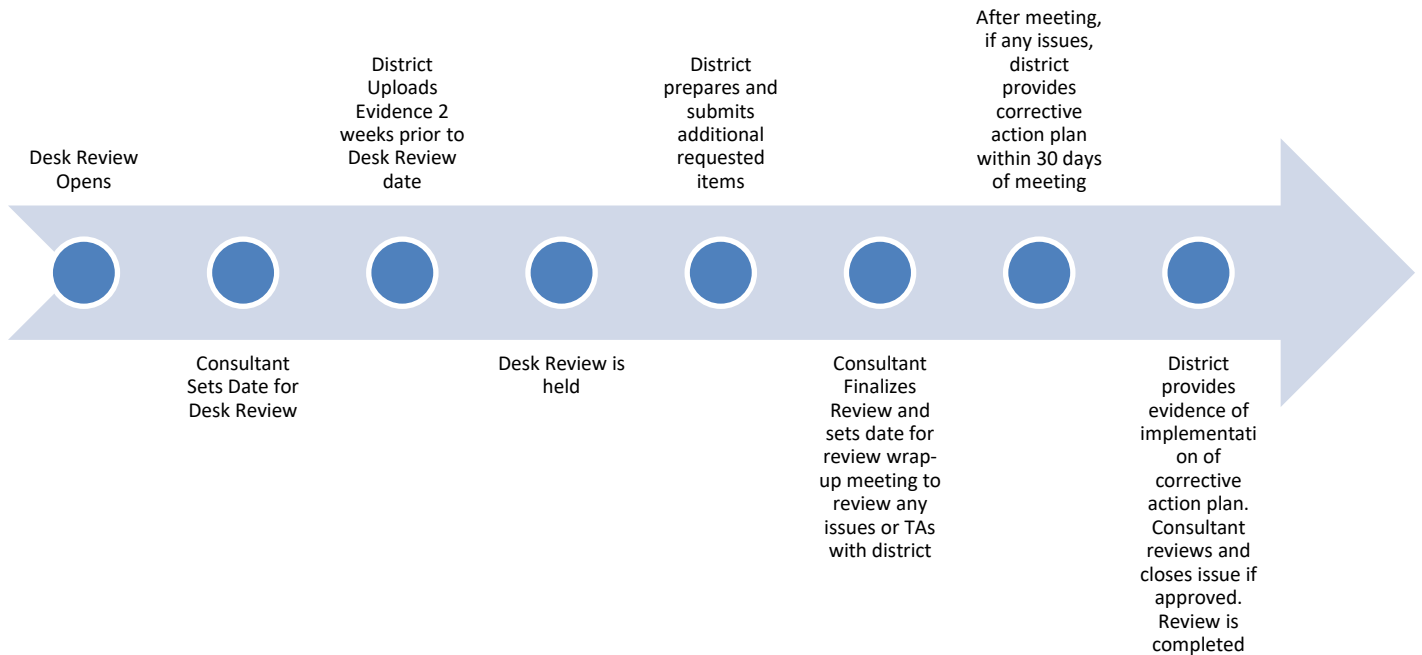 Desk Review
Opens
Consultant
Sets Date for
Desk Review
District
Uploads
Evidence 2
weeks prior to
Desk Review
date
Desk Review is
held
District
prepares and
submits
additional
requested
items
Consultant
Finalizes
Review and
sets date for
review wrap-
up meeting to
review any
issues or TAs
with district
After meeting,
if any issues,
district
provides
corrective
action plan
within 30 days
of meeting
District
provides
evidence of
implementati
on of
corrective
action plan.
Consultant
reviews and
closes issue if
approved.
Review is
completed